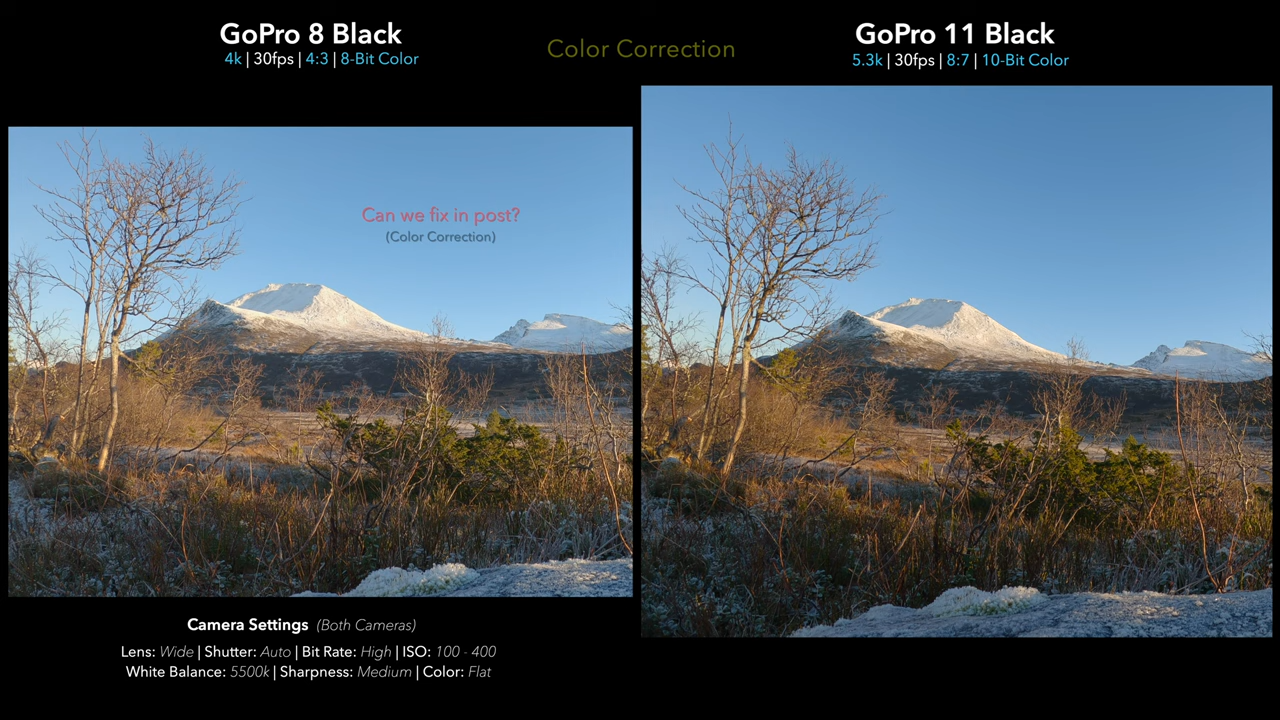 GoPro 8 Black
4k | 30fps | 4:3 | 8-Bit Color
Color Correction
GoPro 11 Black
5.3k | 30fps | 8:7 | 10-Bit Color
Can we fix in post?
(Color Correction)
Camera Settings (Both Cameras)
Lens: Wide | Shutter: Auto | Bit Rate: High | ISO: 100 - 400
White Balance: 5500k | Sharpness: Medium | Color: Flat